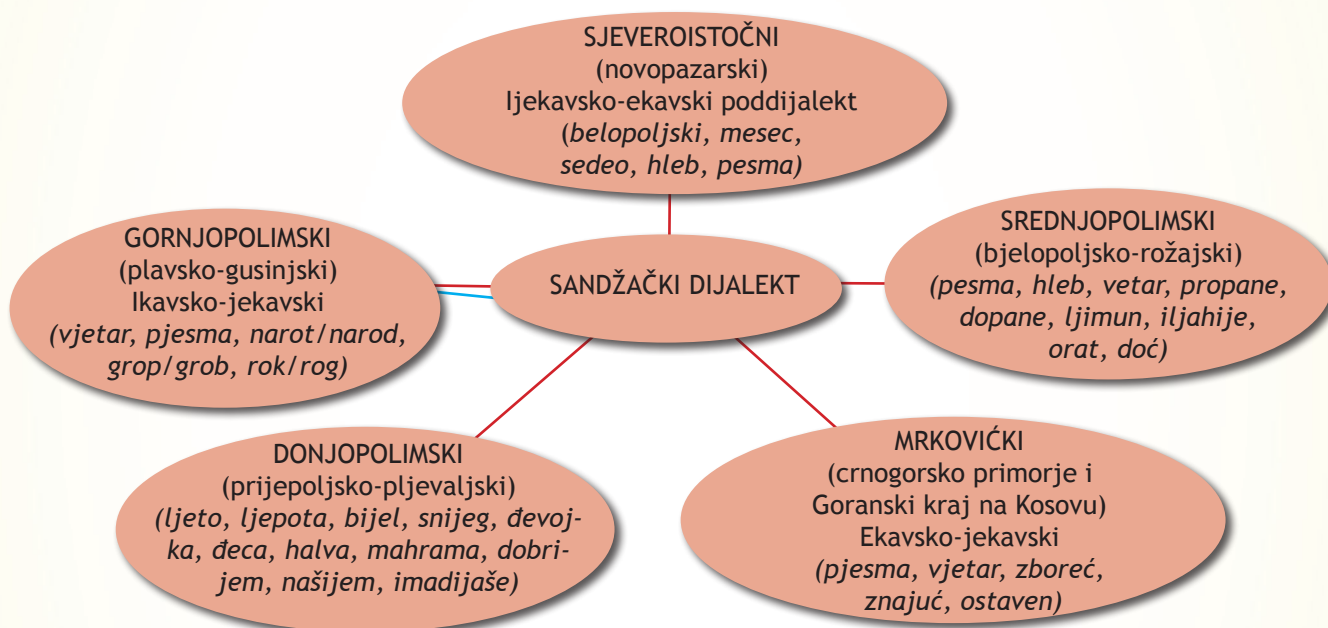 SJEVEROISTOČNI
(novopazarski)
Ijekavsko-ekavski poddijalekt
(belopoljski, mesec,
sedeo, hleb, pesma)
GORNJOPOLIMSKI
(plavsko-gusinjski)
Ikavsko-jekavski
(vjetar, pjesma, narot/narod,
grop/grob, rok/rog)
SANDŽAČKI DIJALEKT
SREDNJOPOLIMSKI
(bjelopoljsko-rožajski)
(pesma, hleb, vetar, propane,
dopane, ljimun, iljahije,
orat, doć)
DONJOPOLIMSKI
(prijepoljsko-pljevaljski)
(ljeto, ljepota, bijel, snijeg, đevoj-
ka, đeca, halva, mahrama, dobri-
jem, našijem, imadijaše)
MRKOVIĆKI
(crnogorsko primorje i
Goranski kraj na Kosovu)
Ekavsko-jekavski
(pjesma, vjetar, zboreć,
znajuć, ostaven)